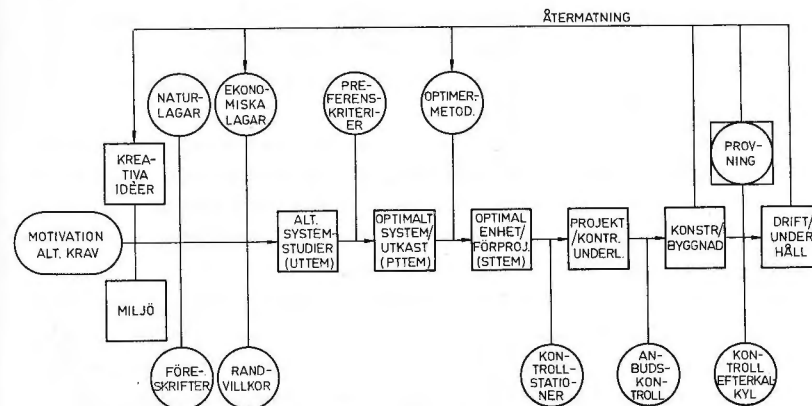 ÅTERMATNING
NATUR-
LAGAR
EKONO-
MISKA
LAGAR
PRE-
FERENS-
KRITERI-
ER
OPTIMER-
METOD.
PROV-
NING
KREA-
TIVA
IDÉER
MOTIVATION
ALT. KRAV
MILJÖ
ALT.
SYSTEM-
STUDIER
(UTTEM)
OPTIMALT
SYSTEM/
UTKAST
(PTTEM)
OPTIMAL
ENHET/
FÖRPROJ.
(STTEM)
PROJEKT
/KONTR.
UNDERL.
KONSTR/
BYGGNAD
DRIFT/
UNDER
HÅLL
FÖRE-
SKRIFTER
RAND-
VILLKOR
KON-
TROLL-
STATIO-
NER
AN-
BUDS-
KON-
TROLL
KON-
TROLL
EFTERKAL
KYL